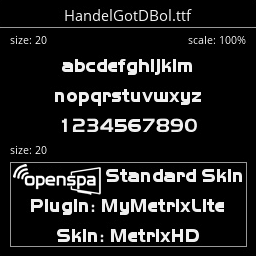 HandelGotDBol.ttf
size: 20 scale: 100%
abcdefghijklm
nopqrstuvwxyz
1234567890
size: 20
openspa Standard Skin
Plugin: MyMetrixLite
Skin: MetrixHD